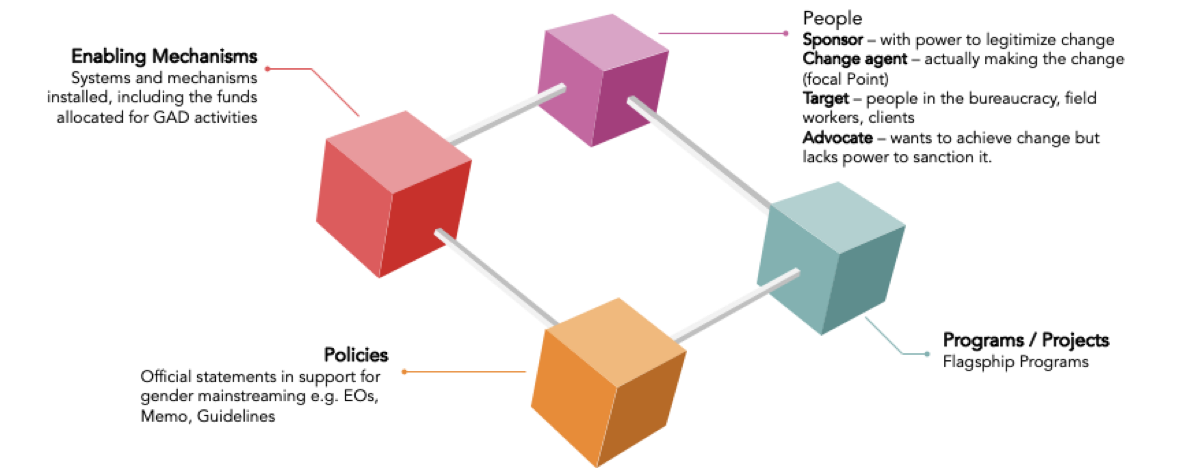 Enabling Mechanisms
Systems and mechanisms
installed, including the funds
allocated for GAD activities
People
Sponsor – with power to legitimize change
Change agent – actually making the change
(focal Point)
Target – people in the bureaucracy, field
workers, clients
Advocate – wants to achieve change but
lacks power to sanction it.
Policies
Official statements in support for
gender mainstreaming e.g. EOs,
Memo, Guidelines
Programs / Projects
Flagship Programs